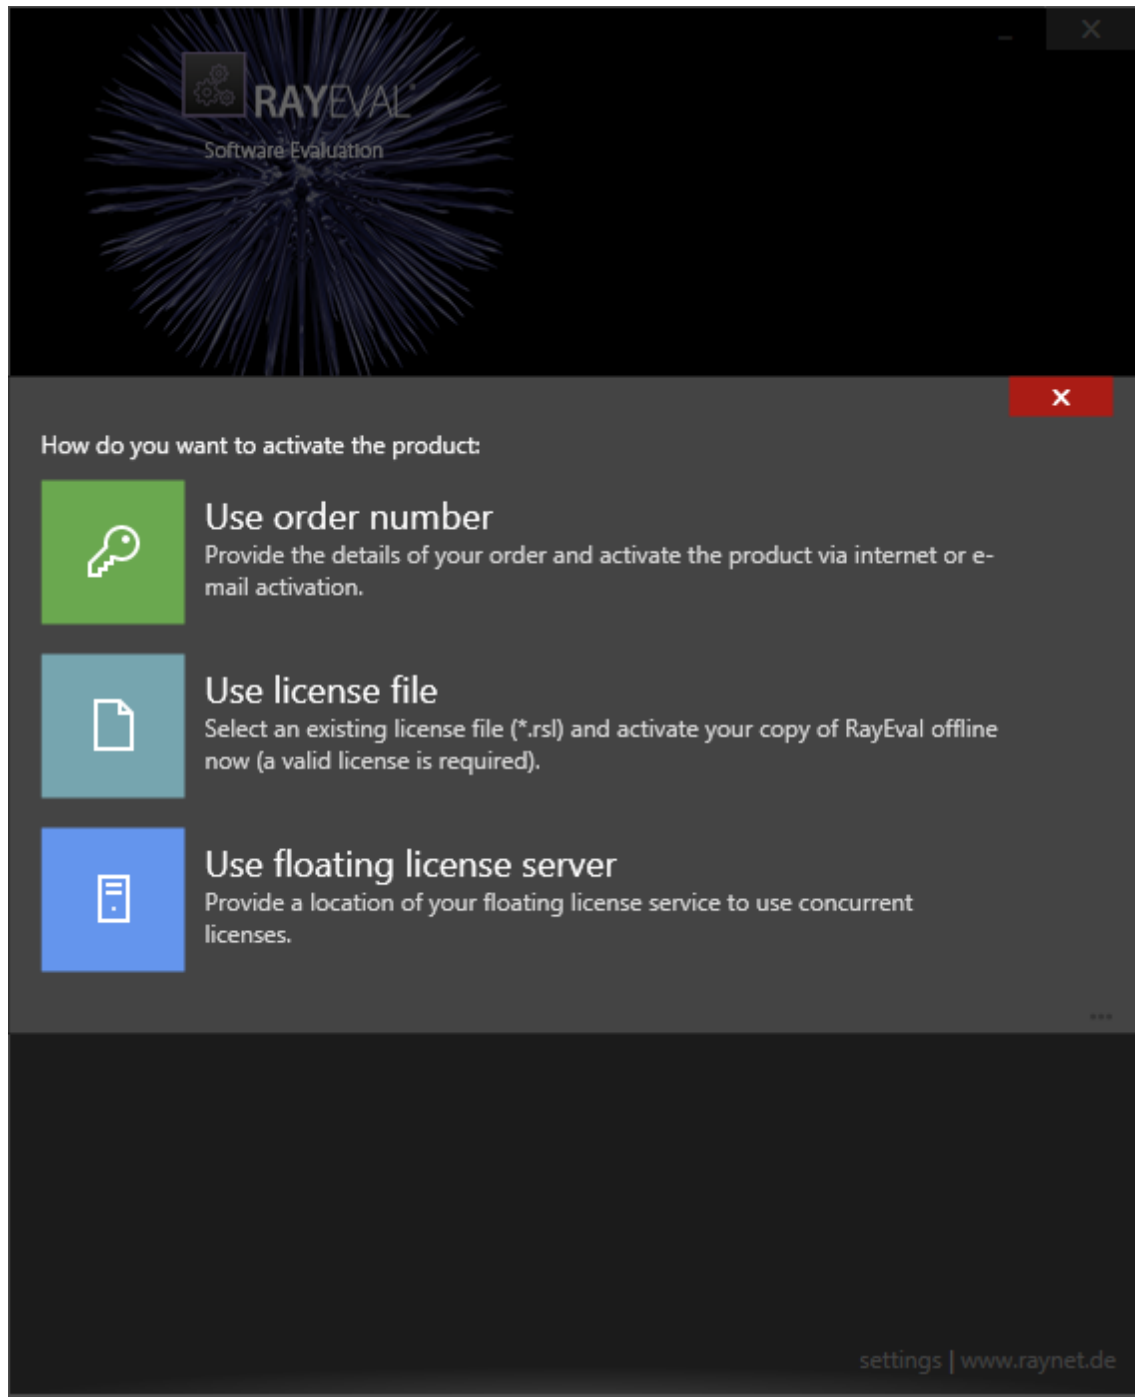 RAYEVAL®
Software Evaluation
How do you want to activate the product:
Use order number
Provide the details of your order and activate the product via internet or e-
mail activation.
Use license file
Select an existing license file (*.rsl) and activate your copy of RayEval offline
now (a valid license is required).
Use floating license server
Provide a location of your floating license service to use concurrent
licenses.
...
settings | www.raynet.de